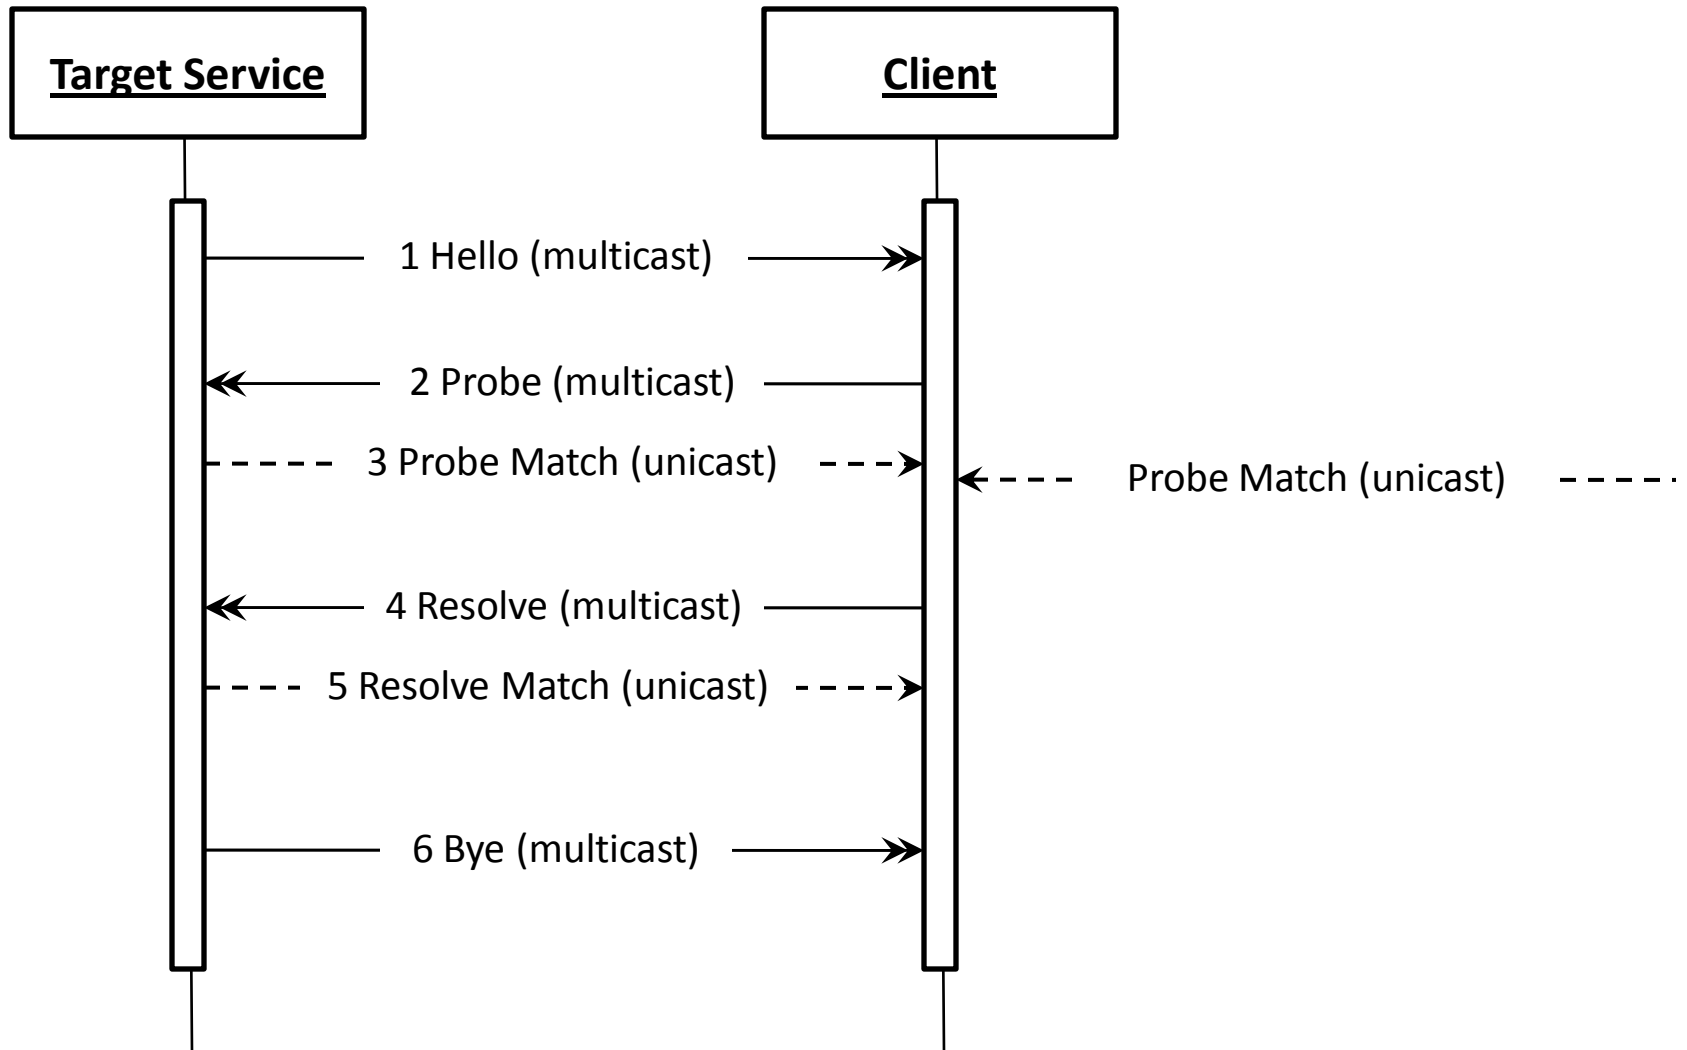 Target Service
Client
1 Hello (multicast)
2 Probe (multicast)
3 Probe Match (unicast)
Probe Match (unicast)
4 Resolve (multicast)
5 Resolve Match (unicast)
6 Bye (multicast)